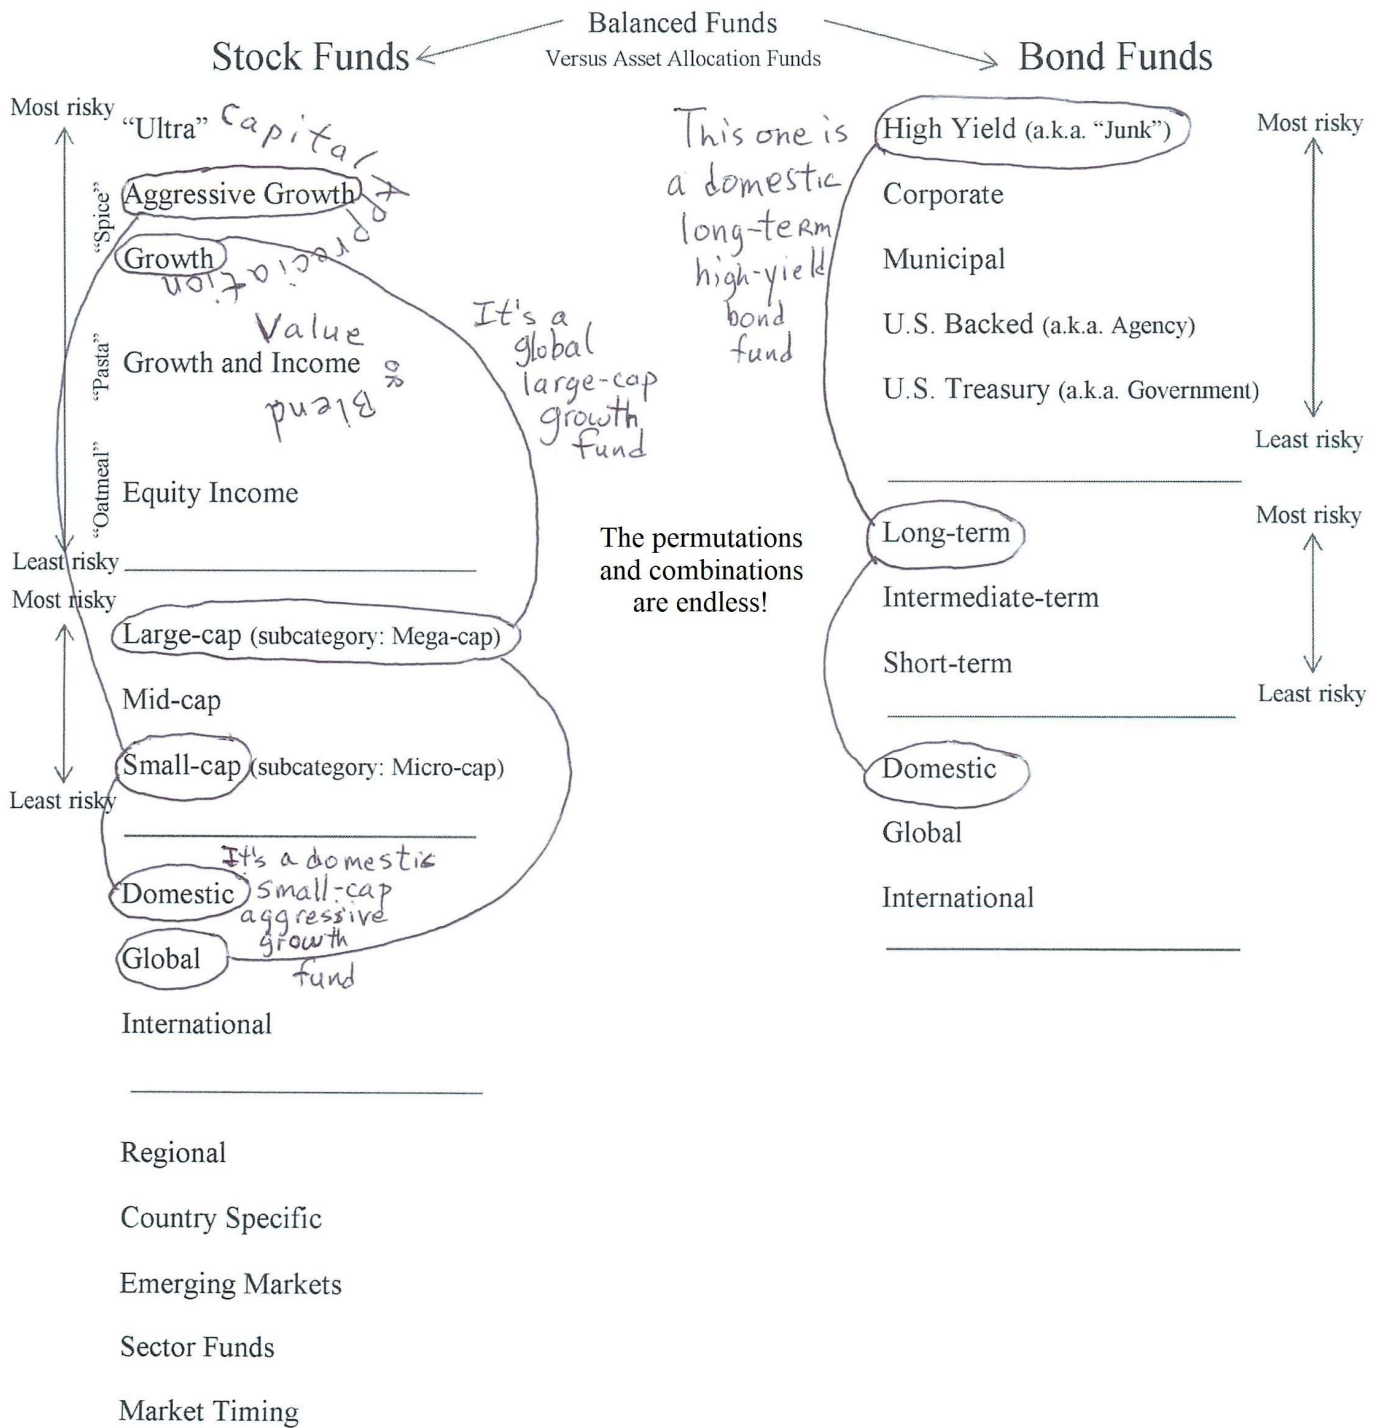 Balanced Funds
Versus Asset Allocation Funds
Stock Funds
Most risky
"Ultra"
Capital Appreciation
"Spice"
Aggressive Growth
Growth
Value
or
Blend
"Pasta"
Growth and Income
"Oatmeal"
Equity Income
Least risky
It's a
global
large-cap
growth
fund
Most risky
Large-cap (subcategory: Mega-cap)
Mid-cap
Small-cap (subcategory: Micro-cap)
Least risky
It's a domestic
small-cap
aggressive
growth
fund
Domestic
Global
International
Regional
Country Specific
Emerging Markets
Sector Funds
Market Timing
The permutations
and combinations
are endless!
Bond Funds
This one is
a domestic
long-term
high-yield
bond
fund
High Yield (a.k.a. "Junk")
Corporate
Municipal
U.S. Backed (a.k.a. Agency)
U.S. Treasury (a.k.a. Government)
Most risky
Least risky
Long-term
Intermediate-term
Short-term
Most risky
Least risky
Domestic
Global
International